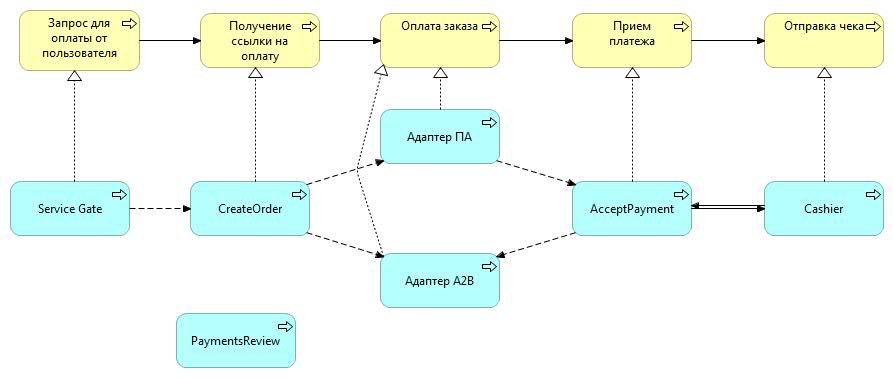 Запрос для
оплаты от
пользователя
Получение
ссылки на
оплату
Оплата заказа
Прием
платежа
Отправка чека
Адаптер ПА
Service Gate
CreateOrder
AcceptPayment
Cashier
Адаптер А2В
PaymentsReview